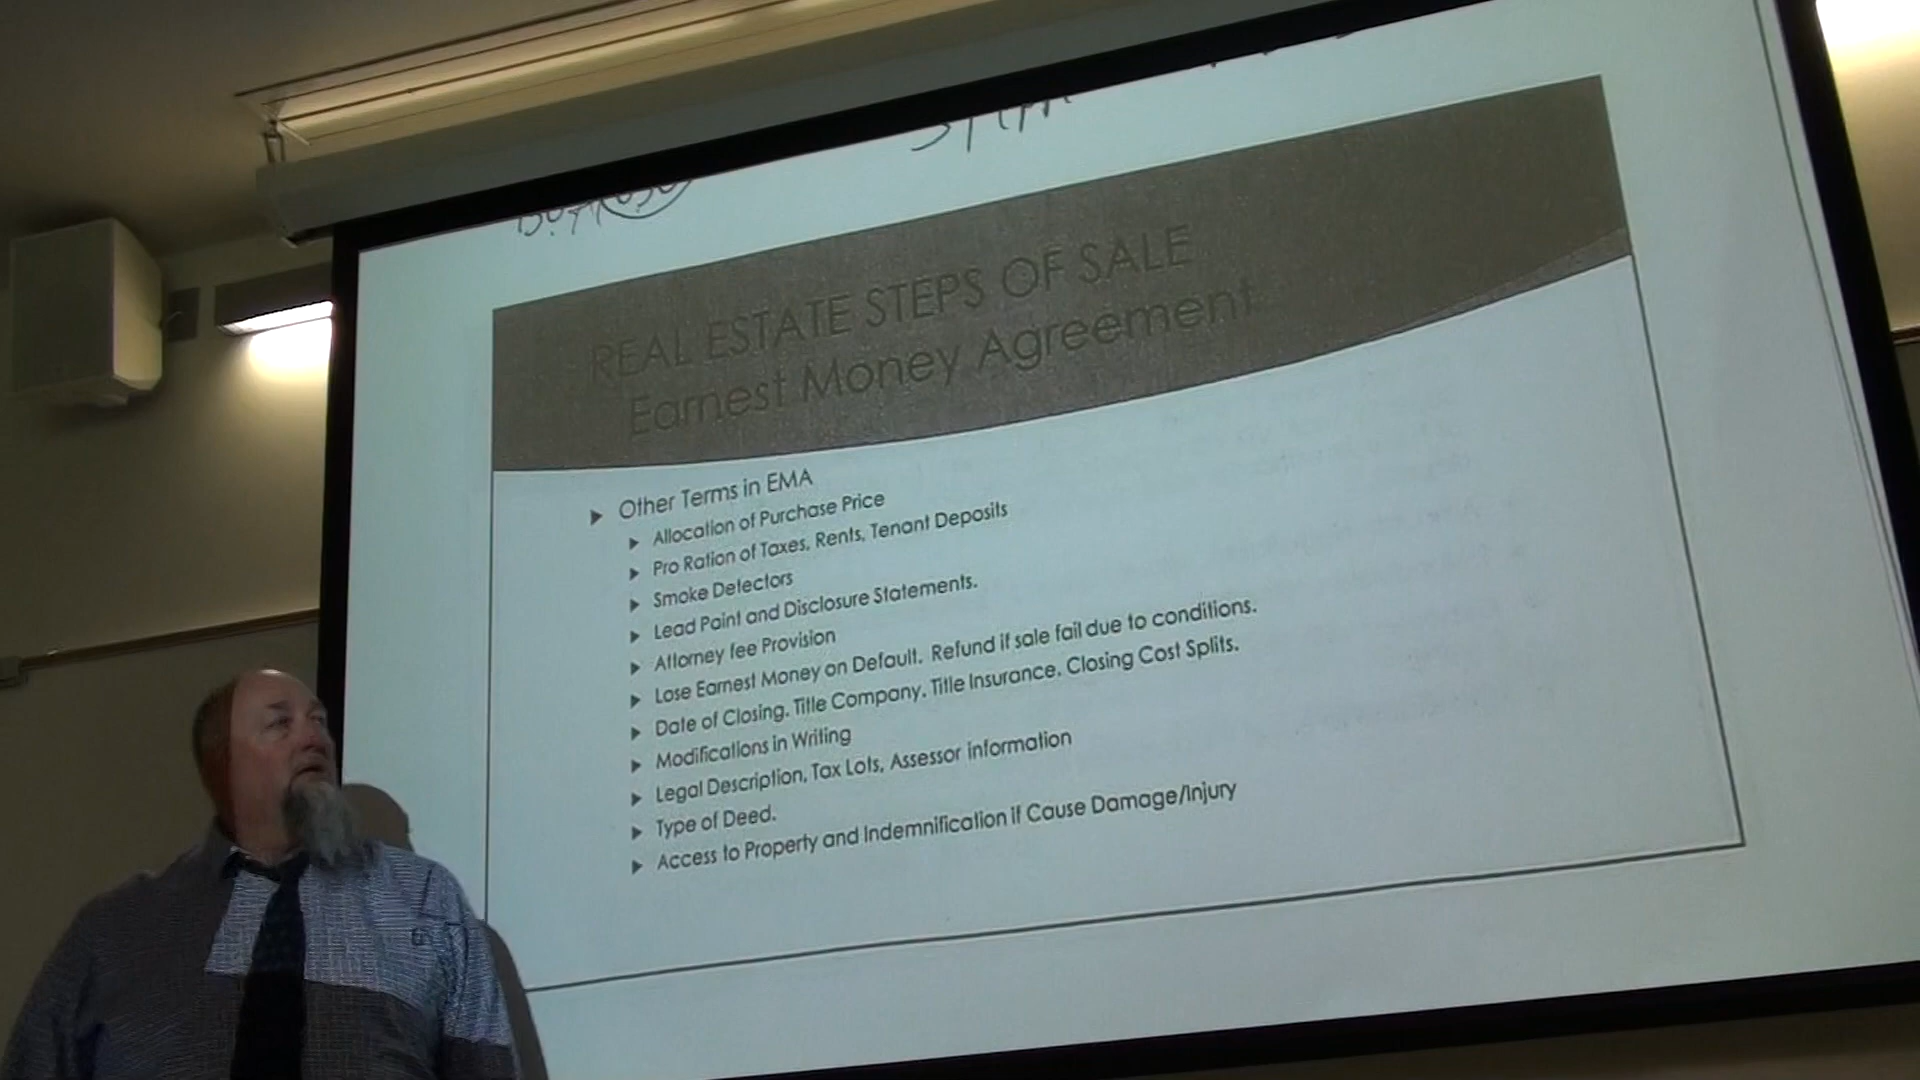 REAL ESTATE STEPS OF SALE
Earnest Money Agreement
Other Terms in EMA
Allocation of Purchase Price
Pro Ration of Taxes, Rents, Tenant Deposits
Smoke Detectors
Lead Paint and Disclosure Statements.
Attorney fee Provision
Lose Earnest Money on Default. Refund if sale fail due to conditions.
Date of Closing. Title Company. Title Insurance. Closing Cost Splits.
Modifications in Writing
Legal Description, Tax Lots, Assessor information
Type of Deed.
Access to Property and Indemnification if Cause Damage/Injury